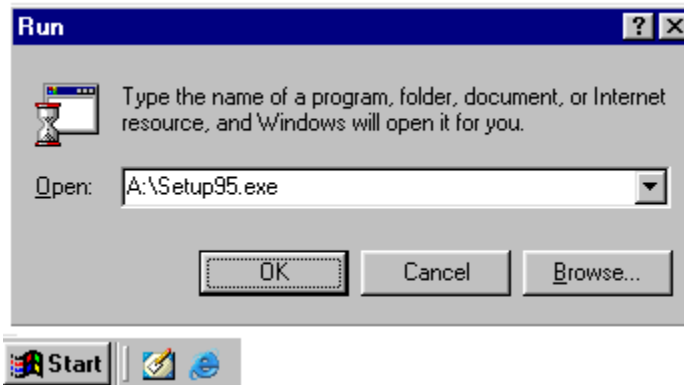 Run
Type the name of a program, folder, document, or Internet
resource, and Windows will open it for you.
Open: A:\Setup95.exe
OK Cancel Browse...
Start